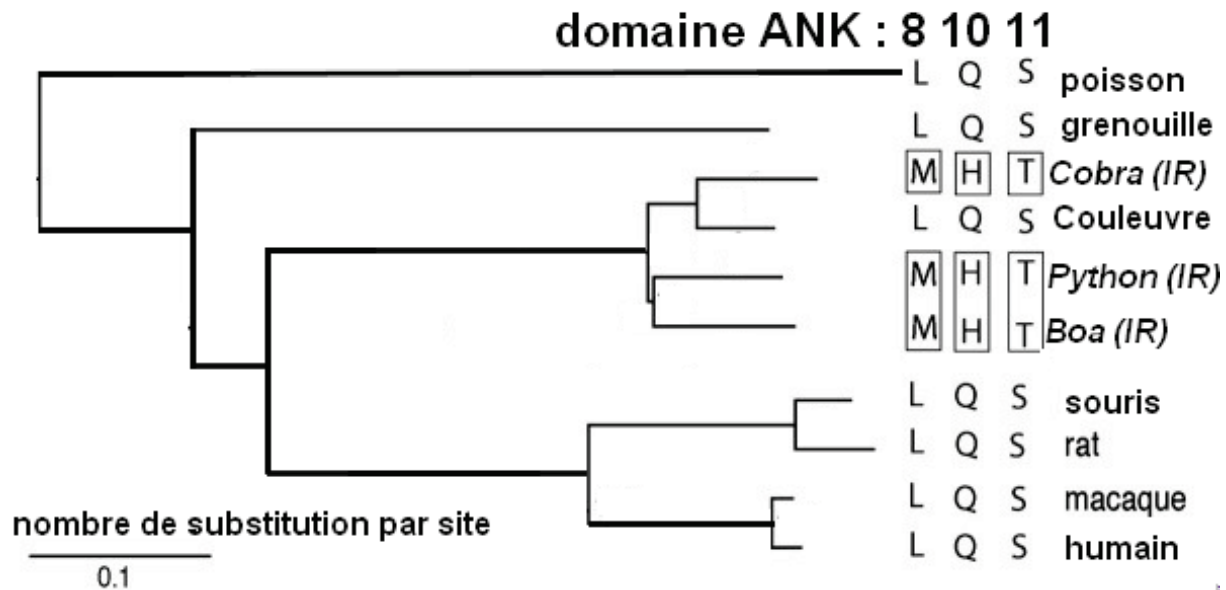 domaine ANK : 8 10 11
L Q S poisson
L Q S grenouille
M H T Cobra (IR)
L Q S Couleuvre
M H T Python (IR)
M H T Boa (IR)
L Q S souris
L Q S rat
L Q S macaque
L Q S humain
nombre de substitution par site
0.1